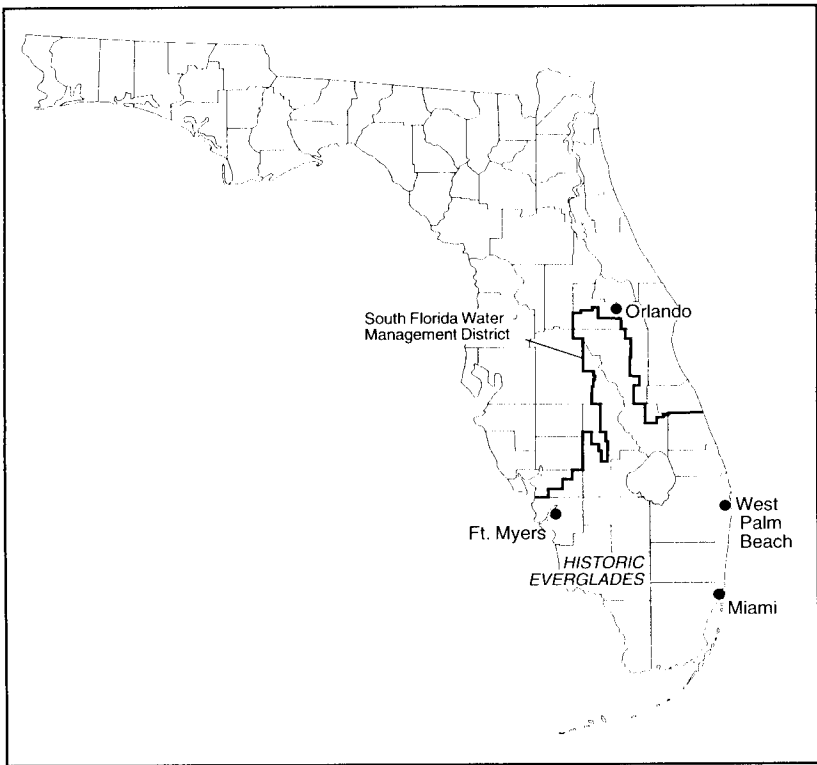 South Florida Water
Management District
Orlando
West
Palm
Beach
Ft. Myers
HISTORIC
EVERGLADES
Miami